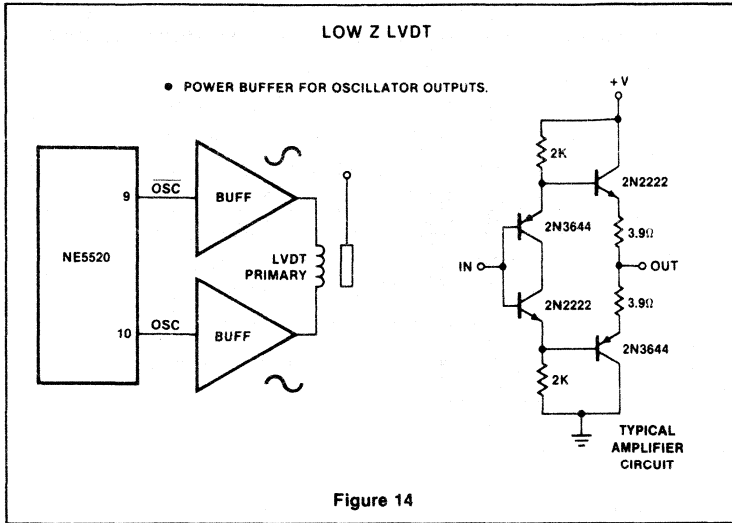 LOW Z LVDT
● POWER BUFFER FOR OSCILLATOR OUTPUTS.
+V
2K
2N2222
9
OSC
BUFF
2N3644
3.9Ω
NE5520
LVDT
PRIMARY
IN
OUT
2N2222
3.9Ω
10
OSC
BUFF
2N3644
2K
TYPICAL
AMPLIFIER
CIRCUIT
Figure 14